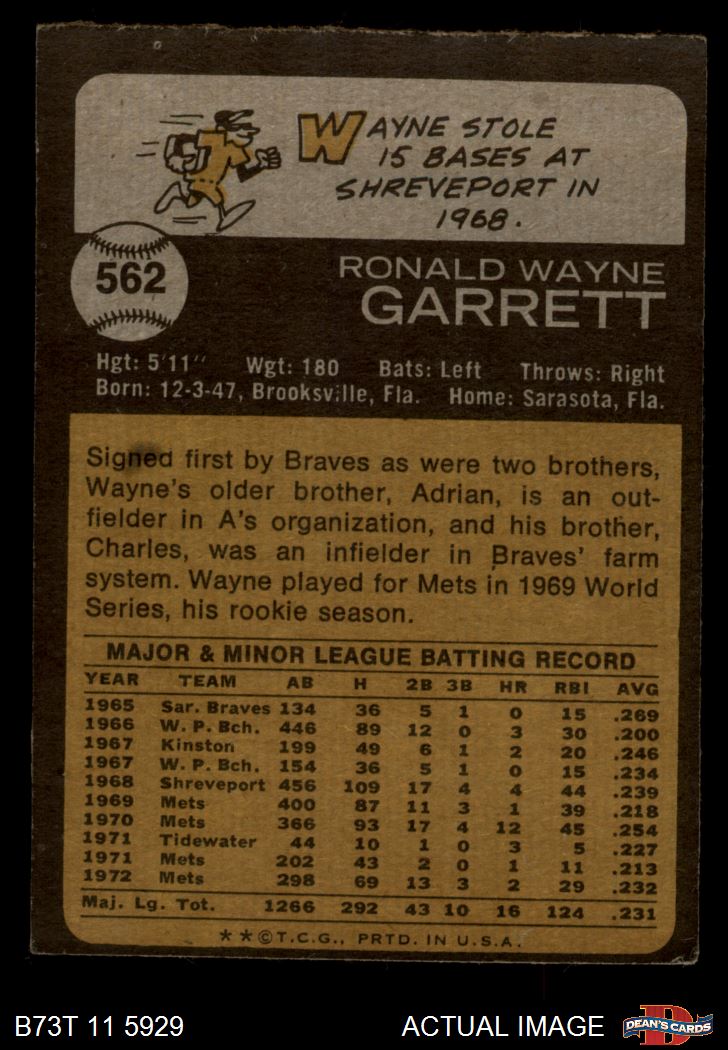 WAYNE STOLE
15 BASES AT
SHREVEPORT IN
1968.
562
RONALD WAYNE
GARRETT
Hgt: 5'11" Wgt: 180 Bats: Left Throws: Right
Born: 12-3-47, Brooksville, Fla. Home: Sarasota, Fla.
Signed first by Braves as were two brothers,
Wayne's older brother, Adrian, is an out-
fielder in A's organization, and his brother,
Charles, was an infielder in Braves' farm
system. Wayne played for Mets in 1969 World
Series, his rookie season.
MAJOR & MINOR LEAGUE BATTING RECORD
YEAR TEAM AB H 2B 3B HR RBI AVG
1965 Sar. Braves 134 36 5 1 0 15 .269
1966 W. P. Bch. 446 89 12 0 3 30 .200
1967 Kinston 199 49 6 1 2 20 .246
1967 W. P. Bch. 154 36 5 1 0 15 .234
1968 Shreveport 456 109 17 4 4 44 .239
1969 Mets 400 87 11 3 1 39 .218
1970 Mets 366 93 17 4 12 45 .254
1971 Tidewater 44 10 1 0 3 5 .227
1971 Mets 202 43 2 0 1 11 .213
1972 Mets 298 69 13 3 2 29 .232
Maj. Lg. Tot. 1266 292 43 10 16 124 .231
**©T.C.G., PRTD. IN U.S.A.
B73T 11 5929 ACTUAL IMAGE
D
DEAN'S CARDS